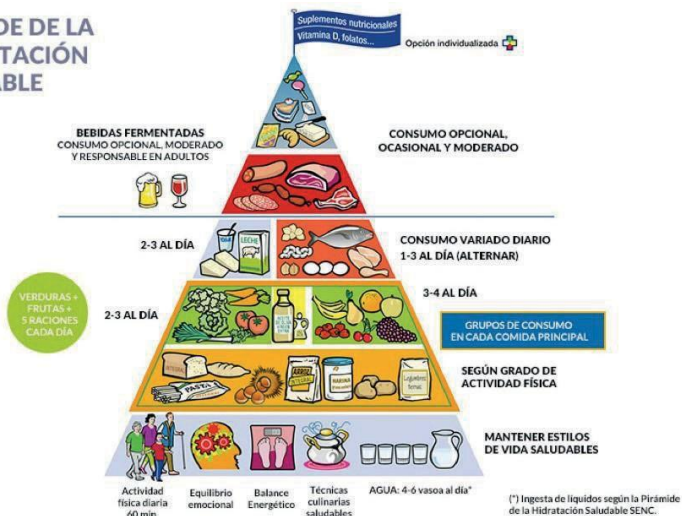 DE DE LA
TACIÓN
ABLE
Suplementos nutricionales
Vitamina D, folatos...
Opción individualizada
BEBIDAS FERMENTADAS
CONSUMO OPCIONAL, MODERADO
Y RESPONSABLE EN ADULTOS
CONSUMO OPCIONAL,
OCASIONAL Y MODERADO
2-3 AL DÍA
LECHE
CONSUMO VARIADO DIARIO
1-3 AL DÍA (ALTERNAR)
VERDURAS +
FRUTAS +
5 RACIONES
CADA DÍA
2-3 AL DÍA
3-4 AL DÍA
GRUPOS DE CONSUMO
EN CADA COMIDA PRINCIPAL
INTEGRAL
PASTA
ARROZ
INTEGRAL
HARINA
Legumbres
tiernas
SEGÚN GRADO DE
ACTIVIDAD FÍSICA
MANTENER ESTILOS
DE VIDA SALUDABLES
Actividad
física diaria
60 min
Equilibrio
emocional
Balance
Energético
Técnicas
culinarias
saludables
AGUA: 4-6 vasoa al día*
(*) Ingesta de líquidos según la Pirámide
de la Hidratación Saludable SENC.